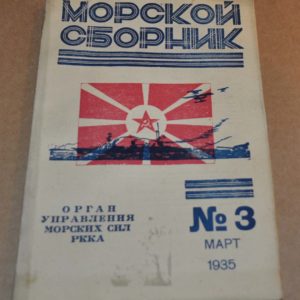 МОРСКОЙ
СБОРНИК
ОРГАН
УПРАВЛЕНИЯ
МОРСКИХ СИЛ
РККА
№ 3
МАРТ
1935